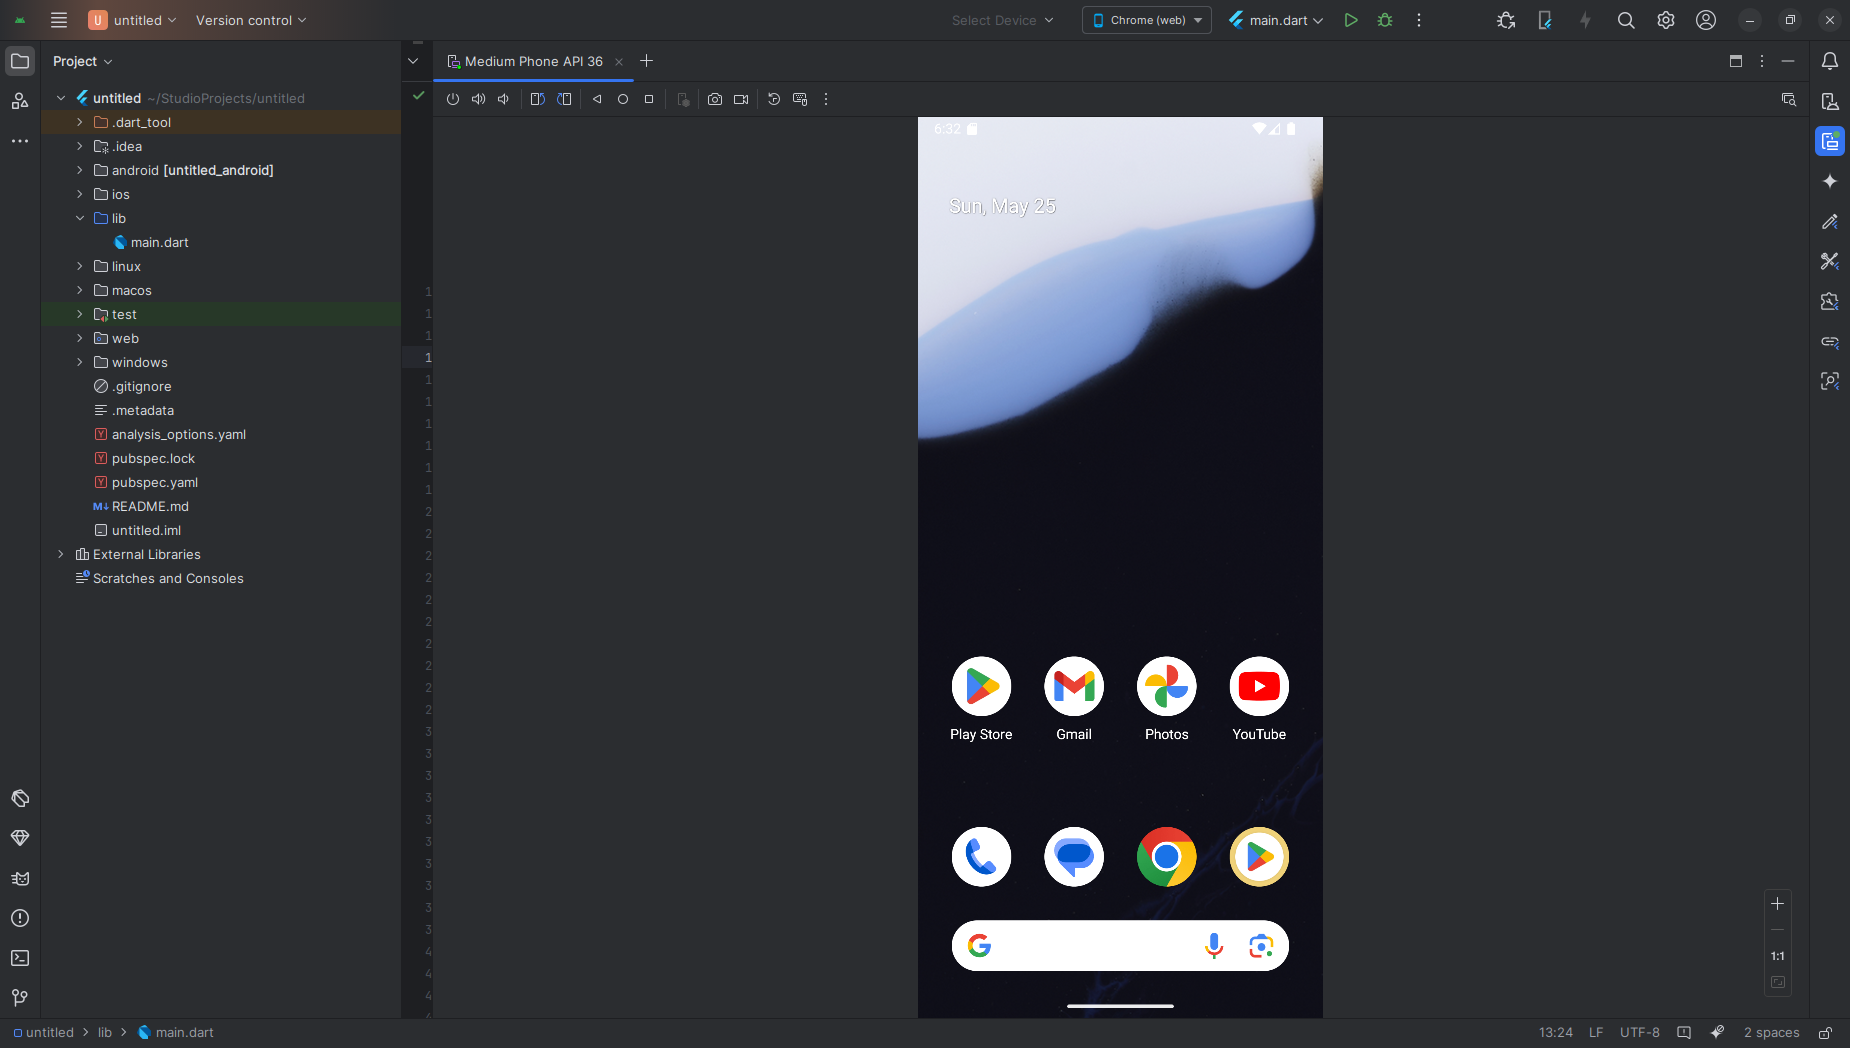 U untitled
Version control
Select Device
Chrome (web)
main.dart
Project
Medium Phone API 36
untitled ~/StudioProjects/untitled
.dart_tool
.idea
android [untitled_android]
ios
lib
main.dart
linux
macos
test
web
windows
.gitignore
.metadata
analysis_options.yaml
pubspec.lock
pubspec.yaml
README.md
untitled.iml
External Libraries
Scratches and Consoles
6:32
Sun, May 25
Play Store
Gmail
Photos
YouTube
1:1
untitled
lib
main.dart
13:24
LF
UTF-8
2 spaces